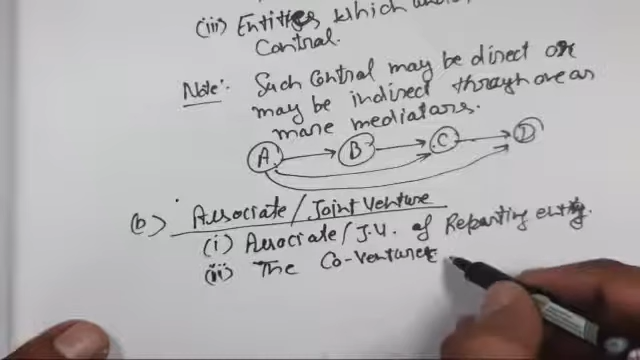 (iii) Entities which
Control.
Note:- Such Control may be direct or
may be indirect through one or
more mediators.
A B C D
(b) Associate/Joint Venture
(i) Associate/J.V. of Reporting entity.
(ii) The Co-Venturer